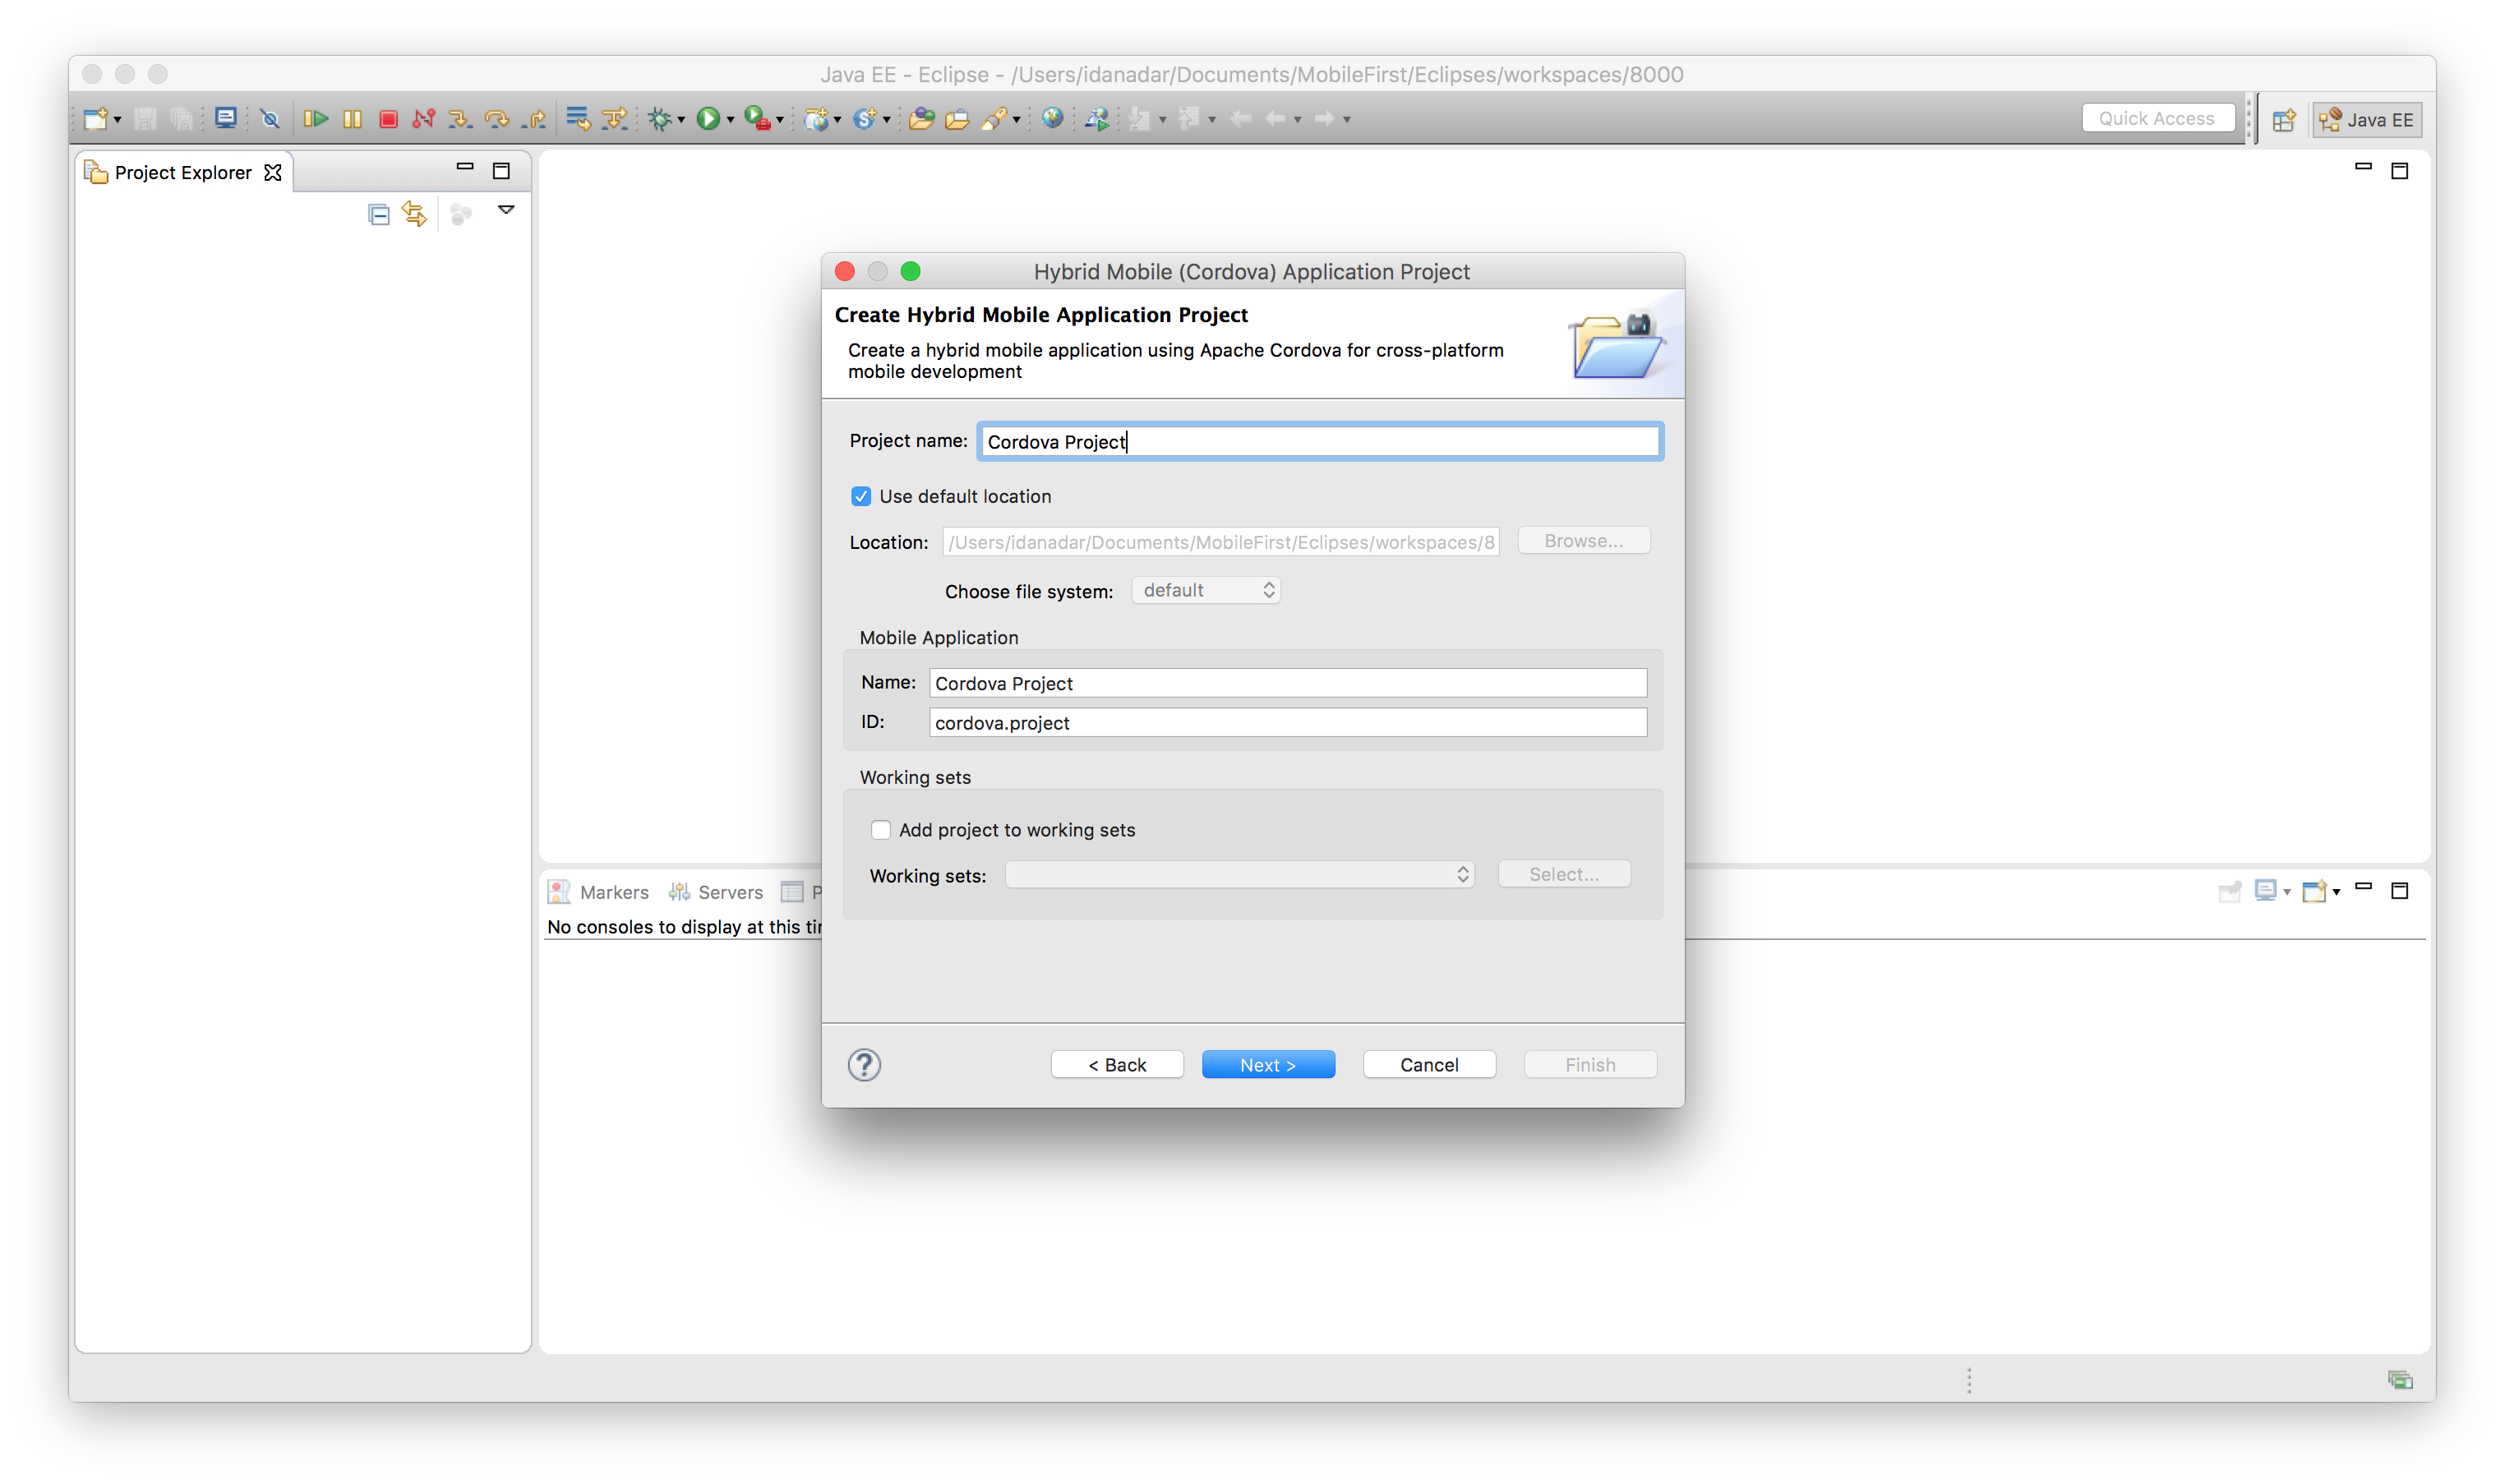 Java EE - Eclipse - /Users/idanadar/Documents/MobileFirst/Eclipses/workspaces/8000
Quick Access
Java EE
Project Explorer
Hybrid Mobile (Cordova) Application Project
Create Hybrid Mobile Application Project
Create a hybrid mobile application using Apache Cordova for cross-platform
mobile development
Project name: Cordova Project
Use default location
Location: /Users/idanadar/Documents/MobileFirst/Eclipses/workspaces/8 Browse...
Choose file system: default
Mobile Application
Name: Cordova Project
ID: cordova.project
Working sets
Add project to working sets
Working sets: Select...
Markers Servers P
No consoles to display at this
? < Back Next > Cancel Finish